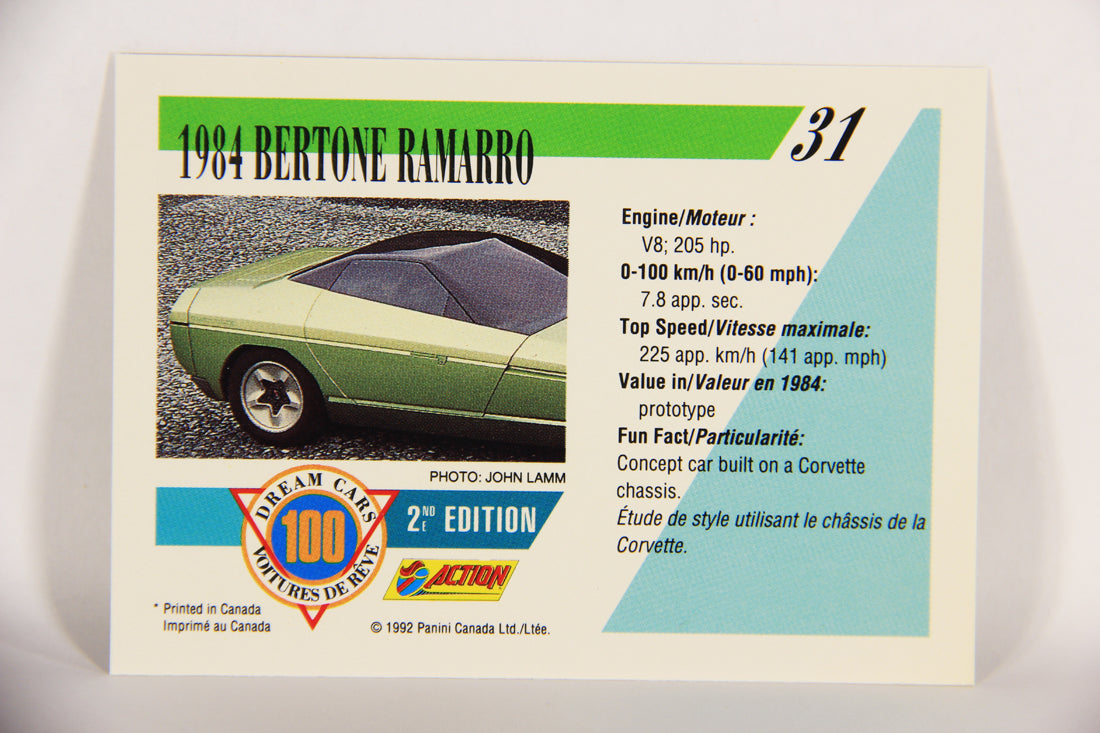 1984 BERTONE RAMARRO
31
PHOTO: JOHN LAMM
DREAM CARS
100
VOITURES DE RÊVE
2ND E EDITION
ACTION
* Printed in Canada
Imprimé au Canada
© 1992 Panini Canada Ltd./Ltée.
Engine/Moteur :
V8; 205 hp.
0-100 km/h (0-60 mph):
7.8 app. sec.
Top Speed/Vitesse maximale:
225 app. km/h (141 app. mph)
Value in/Valeur en 1984:
prototype
Fun Fact/Particularité:
Concept car built on a Corvette
chassis.
Étude de style utilisant le châssis de la
Corvette.